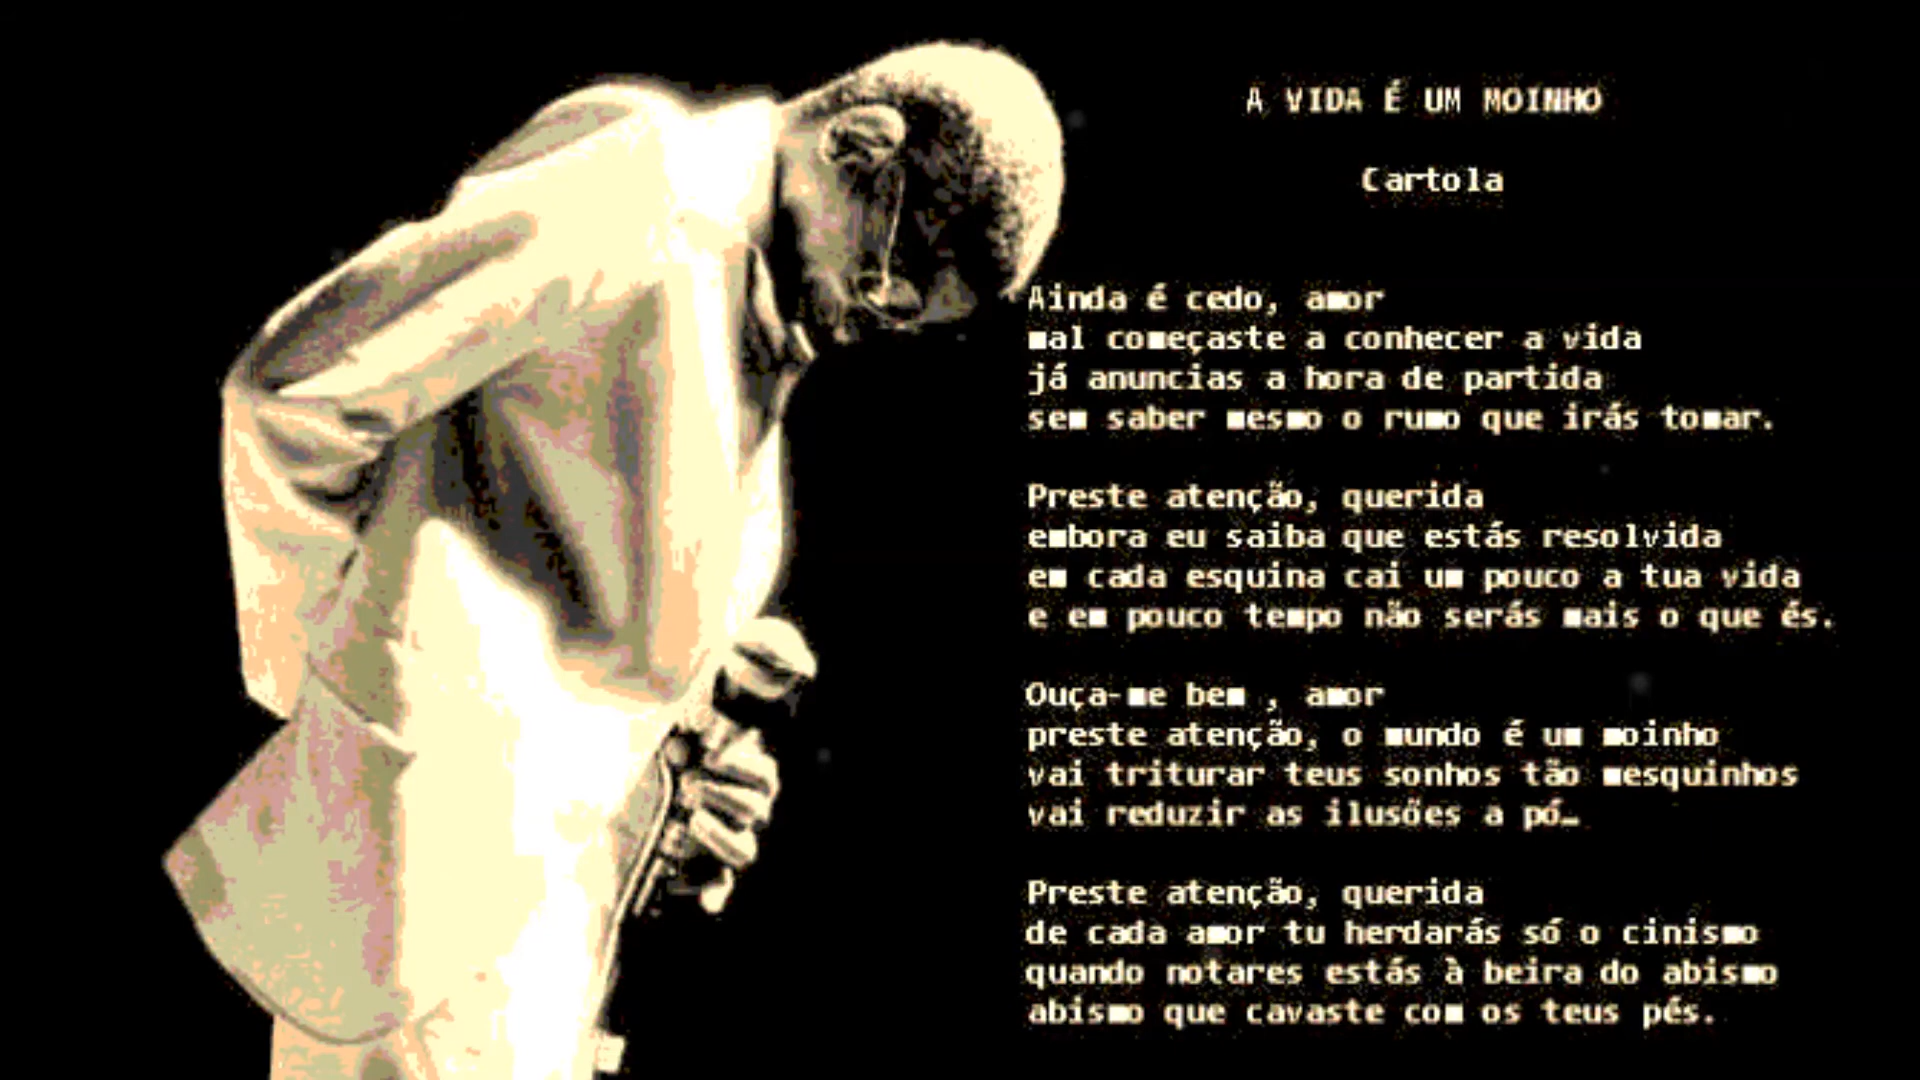 A VIDA É UM MOINHO
Cartola
Ainda é cedo, amor
mal começaste a conhecer a vida
já anuncias a hora de partida
sem saber mesmo o rumo que irás tomar.
Preste atenção, querida
embora eu saiba que estás resolvida
em cada esquina cai um pouco a tua vida
e em pouco tempo não serás mais o que és.
Ouça-me bem , amor
preste atenção, o mundo é um moinho
vai triturar teus sonhos tão mesquinhos
vai reduzir as ilusões a pó…
Preste atenção, querida
de cada amor tu herdarás só o cinismo
quando notares estás à beira do abismo
abismo que cavaste com os teus pés.